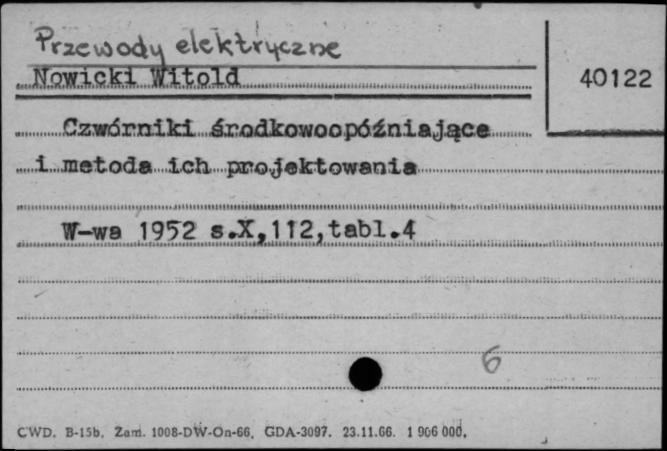 Przewody elektryczne
Nowicki Witold
40122
Czwórniki środkowoopóźniające
i metoda ich projektowania
W-wa 1952 s.X,112,tabl.4
6
CWD. B-15b. Zam. 1008-DW-On-66. GDA-3097. 23.11.66. 1 906 000.